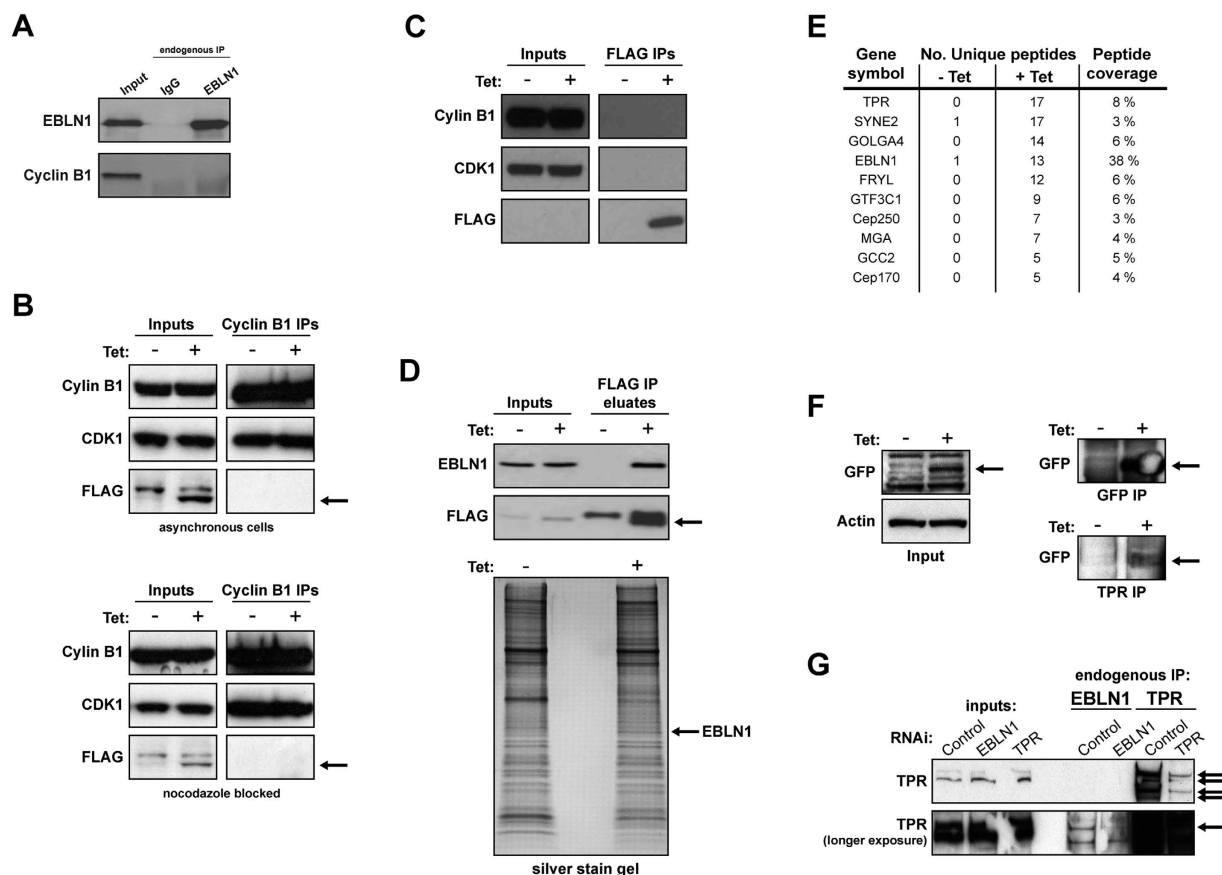 A
endogenous IP
Input IgG EBLN1
EBLN1
Cyclin B1
B
Inputs Cyclin B1 IPs
Tet: - + - +
Cylin B1
CDK1
FLAG
asynchronous cells
Inputs Cyclin B1 IPs
Tet: - + - +
Cylin B1
CDK1
FLAG
nocodazole blocked
C
Inputs FLAG IPs
Tet: - + - +
Cylin B1
CDK1
FLAG
D
FLAG IP
Inputs eluates
Tet: - + - +
EBLN1
FLAG
Tet: - +
EBLN1
silver stain gel
E
Gene symbol No. Unique peptides Peptide coverage
- Tet + Tet
TPR 0 17 8 %
SYNE2 1 17 3 %
GOLGA4 0 14 6 %
EBLN1 1 13 38 %
FRYL 0 12 6 %
GTF3C1 0 9 6 %
Cep250 0 7 3 %
MGA 0 7 4 %
GCC2 0 5 5 %
Cep170 0 5 4 %
F
Tet: - +
GFP
Actin
Input
Tet: - +
GFP
GFP IP
Tet: - +
GFP
TPR IP
G
endogenous IP:
inputs: EBLN1 TPR
RNAi: Control EBLN1 TPR Control EBLN1 Control TPR
TPR
TPR
(longer exposure)